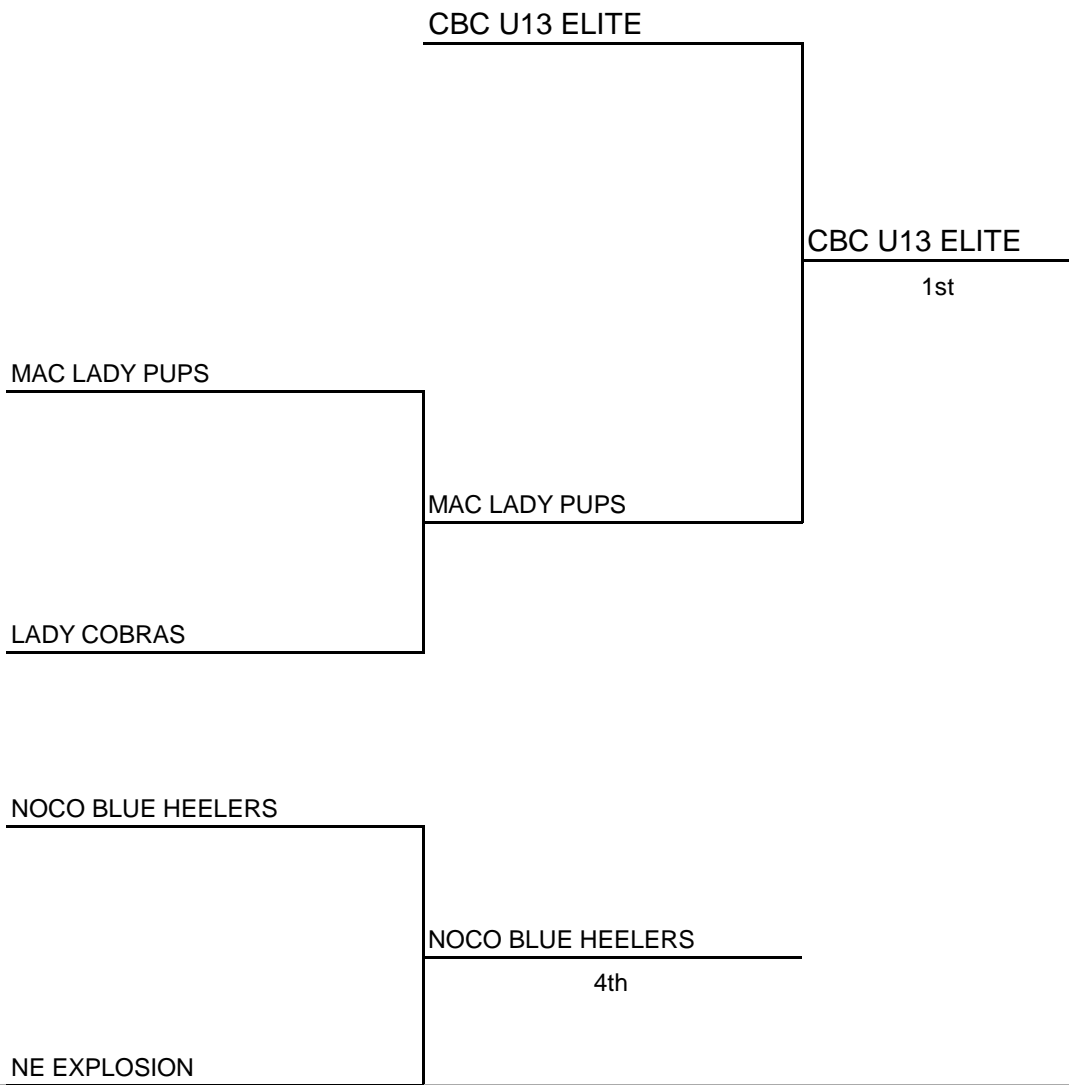 CBC U13 ELITE
CBC U13 ELITE
1st
MAC LADY PUPS
MAC LADY PUPS
LADY COBRAS
NOCO BLUE HEELERS
NOCO BLUE HEELERS
4th
NE EXPLOSION